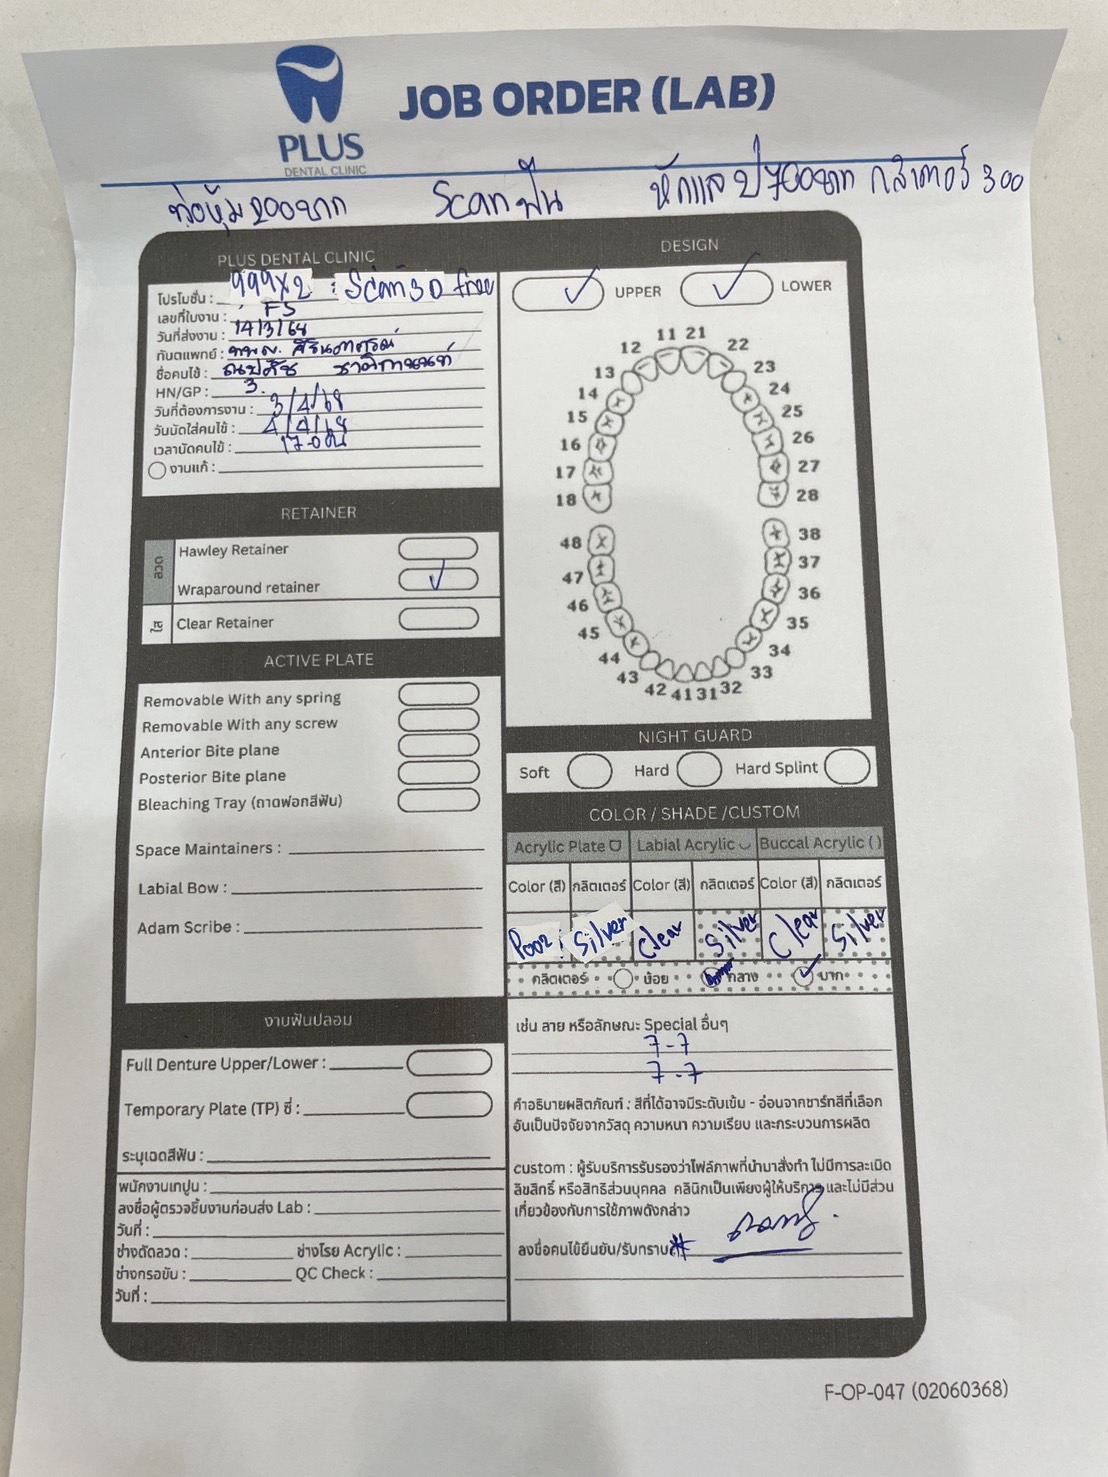 PLUS
DENTAL CLINIC
JOB ORDER (LAB)
ท่อหุ้ม 200บาท Scan ฟัน หักแลป 700บาท กลิตเตอร์ 300
PLUS DENTAL CLINIC
โปรโมชั่น : 999x2 : Scan 3D free
เลขที่ใบงาน : FS
วันที่ส่งงาน : 14/3/68
ทันตแพทย์ : ทพญ.
ชื่อคนไข้ :
HN/GP : 3.
วันที่ต้องการงาน : 3/4/68
วันนัดใส่คนไข้ : 4/4/68
เวลานัดคนไข้ : 17.00น
งานแก้ :
DESIGN
UPPER LOWER
11 21
12 22
13 23
14 24
15 25
16 26
17 27
18 28
48 38
47 37
46 36
45 35
44 34
43 33
42 41 31 32
RETAINER
ลวด
Hawley Retainer
Wraparound retainer
ใส
Clear Retainer
ACTIVE PLATE
Removable With any spring
Removable With any screw
Anterior Bite plane
Posterior Bite plane
Bleaching Tray (ถาดฟอกสีฟัน)
Space Maintainers :
Labial Bow :
Adam Scribe :
NIGHT GUARD
Soft Hard Hard Splint
COLOR / SHADE /CUSTOM
Acrylic Plate Labial Acrylic Buccal Acrylic ( )
Color (สี) กลิตเตอร์ Color (สี) กลิตเตอร์ Color (สี) กลิตเตอร์
P002 : Silver Clear Silver Clear Silver
กลิตเตอร์ น้อย กลาง มาก
เช่น ลาย หรือลักษณะ Special อื่นๆ
7-7
7-7
คำอธิบายผลิตภัณฑ์ : สีที่ได้อาจมีระดับเข้ม - อ่อนจากชาร์ทสีที่เลือก
อันเป็นปัจจัยจากวัสดุ ความหนา ความเรียบ และกระบวนการผลิต
custom : ผู้รับบริการรับรองว่าไฟล์ภาพที่นำมาสั่งทำ ไม่มีการละเมิด
ลิขสิทธิ์ หรือสิทธิส่วนบุคคล คลินิกเป็นเพียงผู้ให้บริการ และไม่มีส่วน
เกี่ยวข้องกับการใช้ภาพดังกล่าว
ลงชื่อคนไข้ยืนยัน/รับทราบ
งานฟันปลอม
Full Denture Upper/Lower :
Temporary Plate (TP) ซี่ :
ระบุเฉดสีฟัน :
พนักงานเทปูน :
ลงชื่อผู้ตรวจชิ้นงานก่อนส่ง Lab :
วันที่ :
ช่างดัดลวด : ช่างโรย Acrylic :
ช่างกรอขัด : QC Check :
วันที่ :
F-OP-047 (02060368)